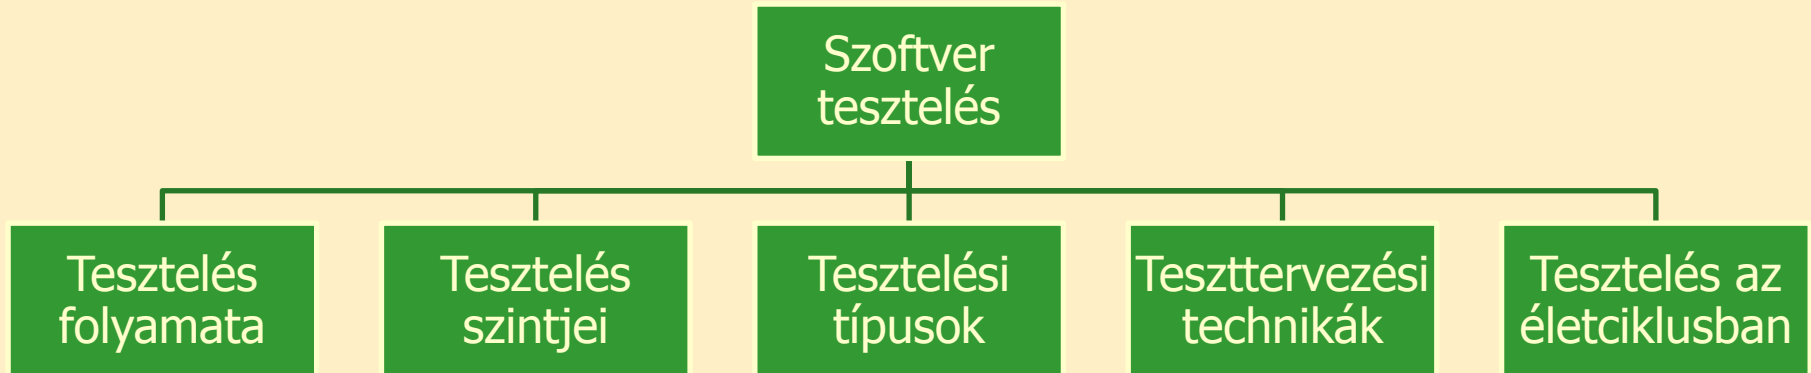 Szoftver
tesztelés
Tesztelés
folyamata
Tesztelés
szintjei
Tesztelési
típusok
Teszttervezési
technikák
Tesztelés az
életciklusban